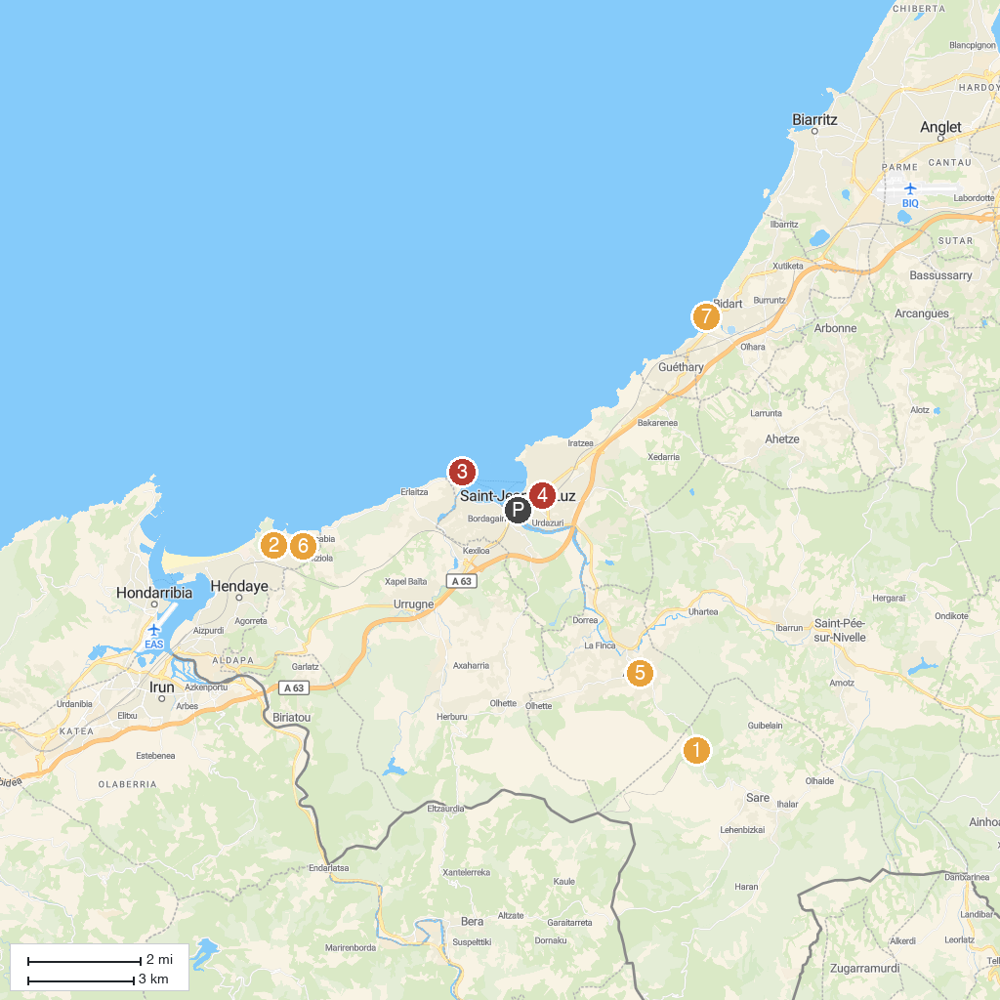 CHIBERTA
Blancpignon
HARDOY
Biarritz
Anglet
CANTAU
PARME
BIQ
Labordotte
Ilbarritz
SUTAR
Xutiketa
Bassussarry
Burruntz
Bidart
7
Arcangues
Arbonne
Oïhara
Guéthary
Alotz
Larrunta
Bakarenea
Ahetze
Iratzea
Xedarria
3
Erlaitza
4
P
Bordagain
Urdazuri
2
6
Kexiloa
A 63
Hendaye
Hondarribia
Xapel Baïta
Urrugne
Hergaraï
Uhartea
Ondikote
Dorrea
Ibarrun
Saint-Pée-
sur-Nivelle
Agorreta
Aizpurdi
EAS
La Finca
ALDAPA
Garlatz
Axaharria
5
Amotz
Irun
Azkenportu
A 63
Urdanibia
Arbes
Olhette
Olhette
Elitxu
Herburu
Biriatou
KATEA
Guibelain
1
Estebenea
OLABERRIA
Olhalde
Sare
Ihalar
Eltzaurdia
Ainhoa
Lehenbizkai
Endarlatsa
Xantelerreka
Kaule
Haran
Dantxarinea
Altzate
Bera
Garaitarreta
Landibar
Suspelttiki
Dornaku
Marirenborda
Alkerdi
Leorlatz
Zugarramurdi
2 mi
3 km